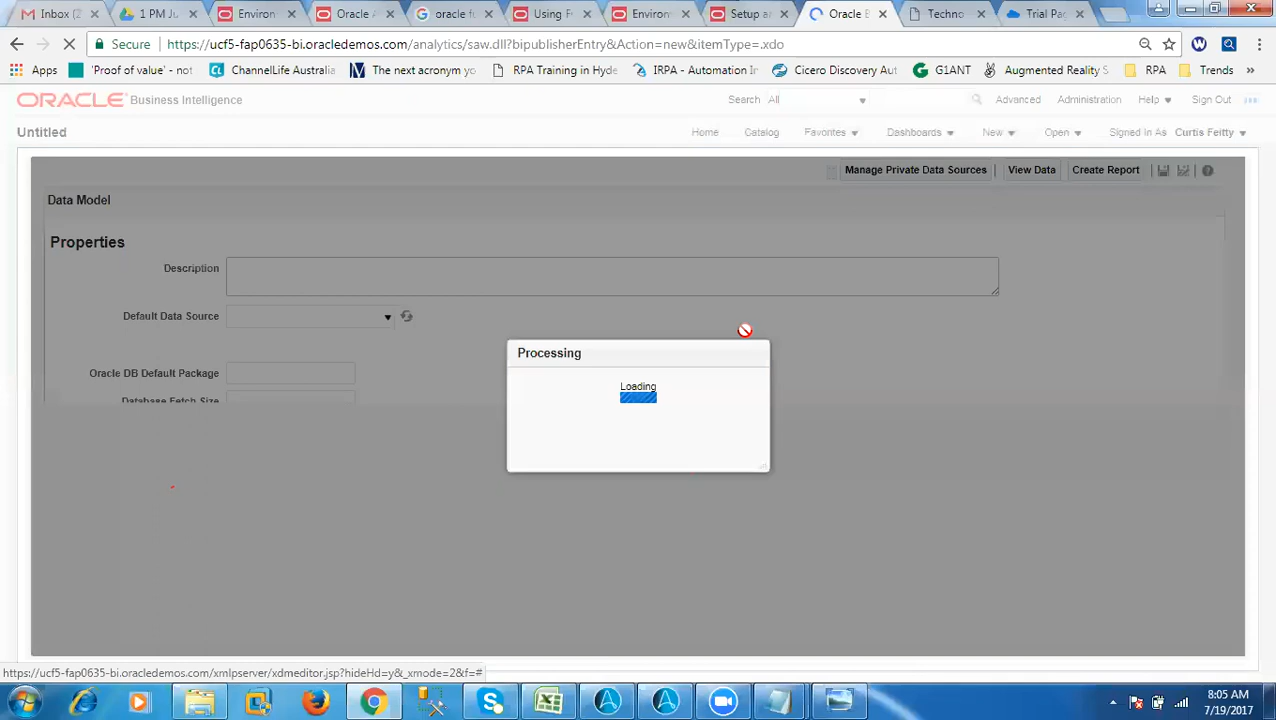 Inbox (2
1 PM Ju
Environ
Oracle A
oracle fu
Using F
Environ
Setup a
Oracle B
Techno
Trial Pag
Secure
https://ucf5-fap0635-bi.oracledemos.com/analytics/saw.dll?bipublisherEntry&Action=new&itemType=.xdo
Apps
'Proof of value' - not
ChannelLife Australia
The next acronym yo
RPA Training in Hyde
IRPA - Automation In
Cicero Discovery Aut
G1ANT
Augmented Reality S
RPA
Trends
»
ORACLE Business Intelligence
Search All
Advanced
Administration
Help
Sign Out
Untitled
Home
Catalog
Favorites
Dashboards
New
Open
Signed In As Curtis Feitty
Manage Private Data Sources
View Data
Create Report
Data Model
Properties
Description
Default Data Source
Processing
Loading
Oracle DB Default Package
Database Fetch Size
https://ucf5-fap0635-bi.oracledemos.com/xmlpserver/xdmeditor.jsp?hideHd=y&_xmode=2&f=#
8:05 AM
7/19/2017